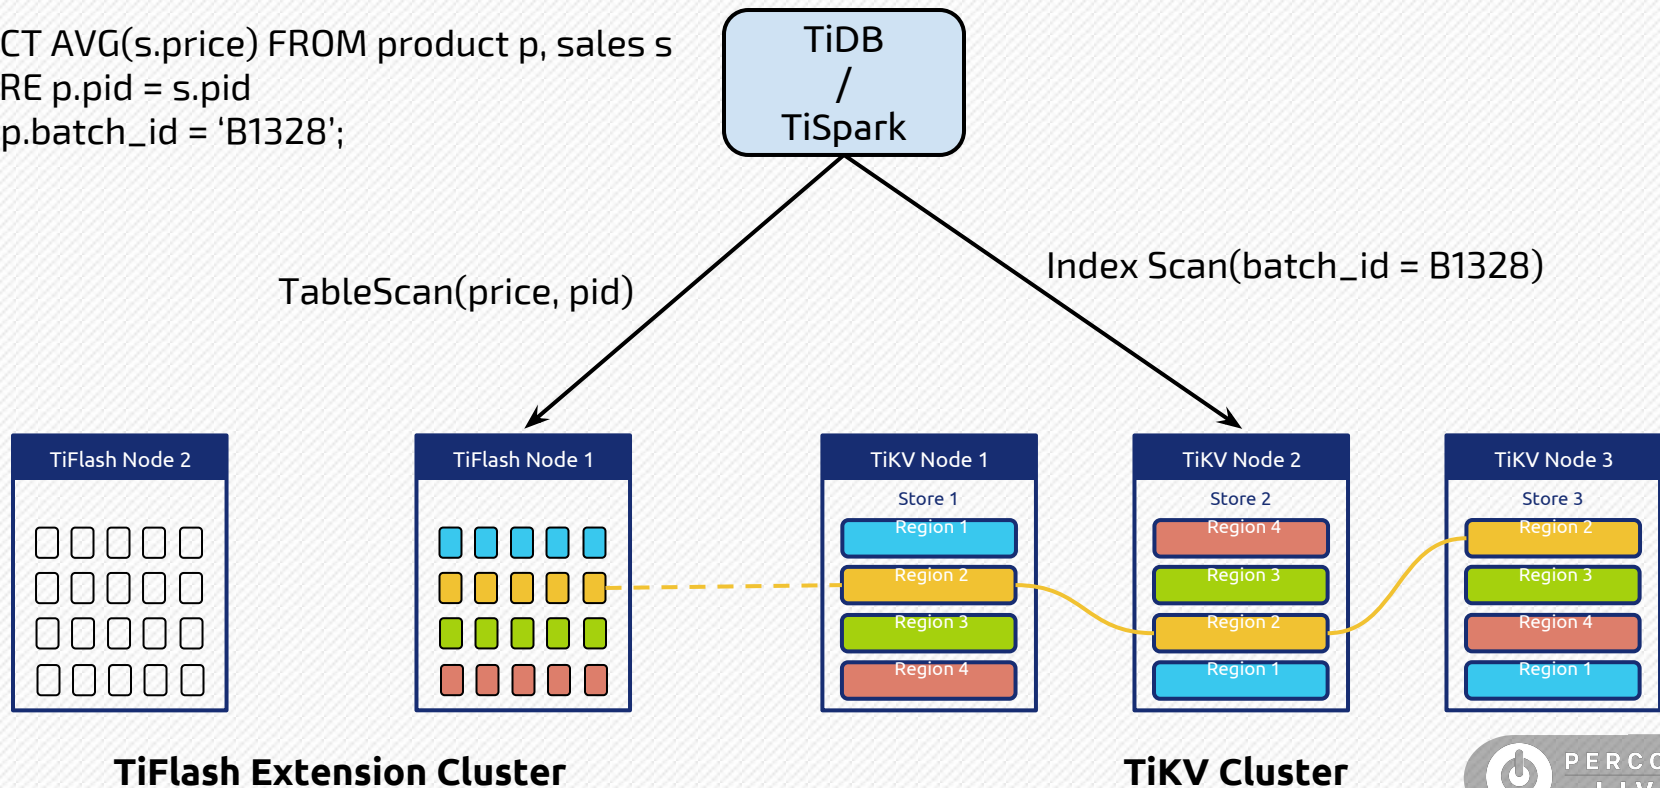 CT AVG(s.price) FROM product p, sales s
RE p.pid = s.pid
p.batch_id = ‘B1328’;
TiDB
/
TiSpark
TableScan(price, pid)
Index Scan(batch_id = B1328)
TiFlash Node 2
TiFlash Node 1
TiKV Node 1
Store 1
Region 1
Region 2
Region 3
Region 4
TiKV Node 2
Store 2
Region 4
Region 3
Region 2
Region 1
TiKV Node 3
Store 3
Region 2
Region 3
Region 4
Region 1
TiFlash Extension Cluster
TiKV Cluster
PERCO
LIV